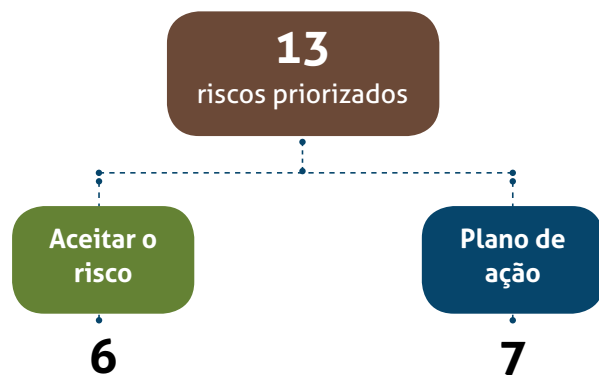 13
riscos priorizados
Aceitar o
risco
Plano de
ação
6
7